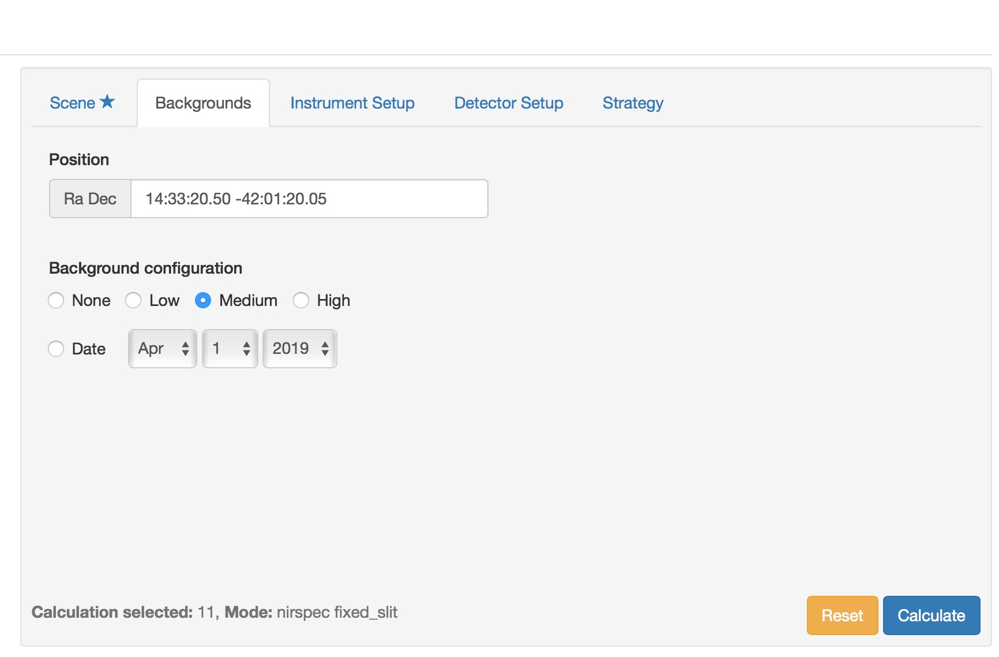 Scene ★ Backgrounds Instrument Setup Detector Setup Strategy
Position
Ra Dec 14:33:20.50 -42:01:20.05
Background configuration
None Low Medium High
Date Apr 1 2019
Calculation selected: 11, Mode: nirspec fixed_slit Reset Calculate